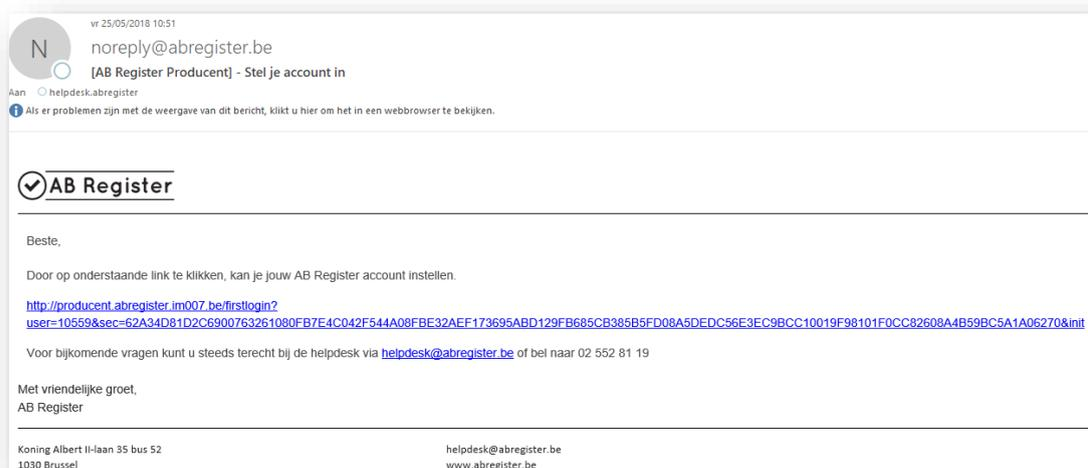 N
vr 25/05/2018 10:51
noreply@abregister.be
[AB Register Producent] - Stel je account in
Aan helpdesk.abregister
i Als er problemen zijn met de weergave van dit bericht, klikt u hier om het in een webbrowser te bekijken.
AB Register
Beste,
Door op onderstaande link te klikken, kan je jouw AB Register account instellen.
http://producent.abregister.im007.be/firstlogin?
user=10559&sec=62A34D81D2C6900763261080FB7E4C042F544A08FBE32AEF173695ABD129FB685CB385B5FD08A5DEDC56E3EC9BCC10019F98101F0CC82608A4B59BC5A1A06270&init
Voor bijkomende vragen kunt u steeds terecht bij de helpdesk via helpdesk@abregister.be of bel naar 02 552 81 19
Met vriendelijke groet,
AB Register
Koning Albert II-laan 35 bus 52 helpdesk@abregister.be
1030 Brussel www.abregister.be